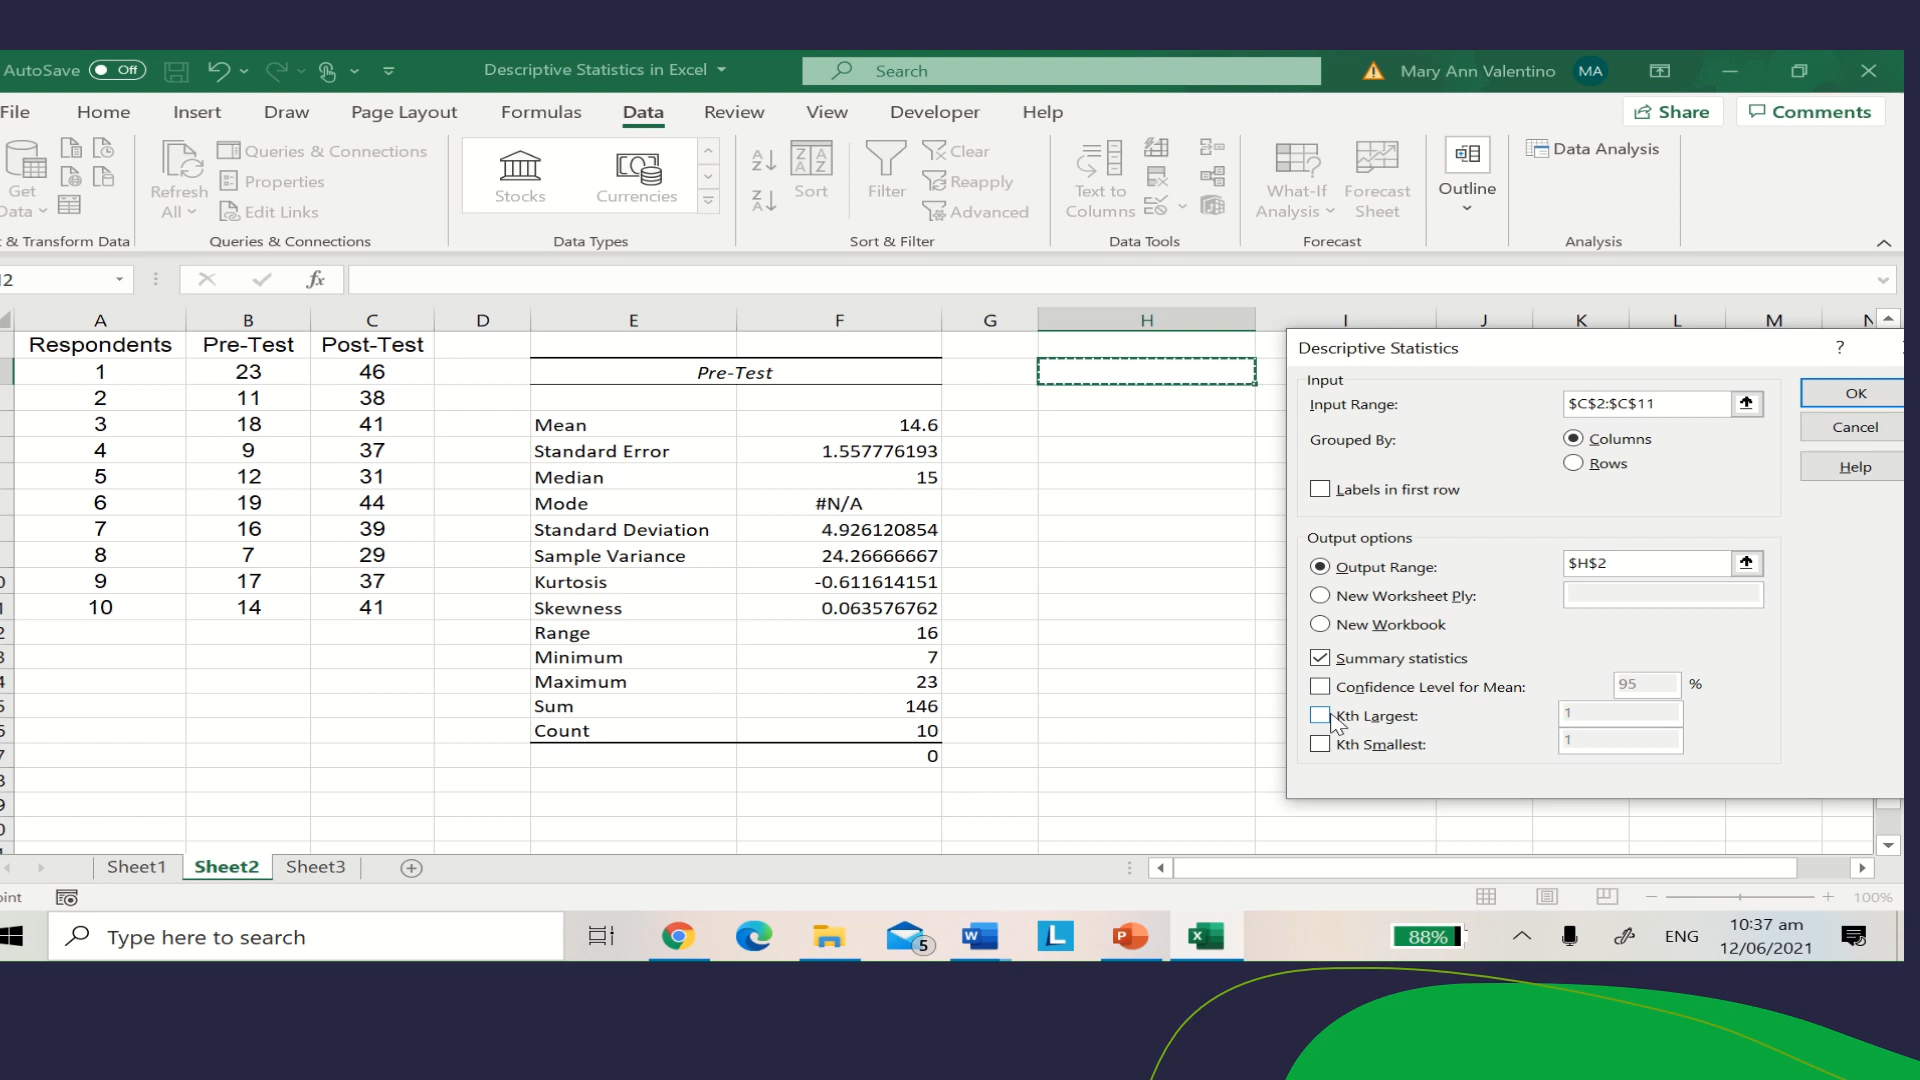 AutoSave Off Descriptive Statistics in Excel Search Mary Ann Valentino MA
File Home Insert Draw Page Layout Formulas Data Review View Developer Help Share Comments
Get Data
Refresh All
Queries & Connections
Properties
Edit Links
Stocks Currencies
Sort
Filter
Clear
Reapply
Advanced
Text to Columns
What-If Analysis
Forecast Sheet
Outline
Data Analysis
& Transform Data Queries & Connections Data Types Sort & Filter Data Tools Forecast Analysis
12 fx
A B C D E F G H I J K L M N
Respondents Pre-Test Post-Test
1 23 46 Pre-Test
2 11 38
3 18 41 Mean 14.6
4 9 37 Standard Error 1.557776193
5 12 31 Median 15
6 19 44 Mode #N/A
7 16 39 Standard Deviation 4.926120854
8 7 29 Sample Variance 24.26666667
9 17 37 Kurtosis -0.611614151
10 14 41 Skewness 0.063576762
Range 16
Minimum 7
Maximum 23
Sum 146
Count 10
0
Descriptive Statistics ?
Input
Input Range: $C$2:$C$11
Grouped By: Columns
Rows
Labels in first row
OK
Cancel
Help
Output options
Output Range: $H$2
New Worksheet Ply:
New Workbook
Summary statistics
Confidence Level for Mean: 95 %
Kth Largest: 1
Kth Smallest: 1
Sheet1 Sheet2 Sheet3
oint 100%
Type here to search 5 W L P X 88% ENG 10:37 am
12/06/2021